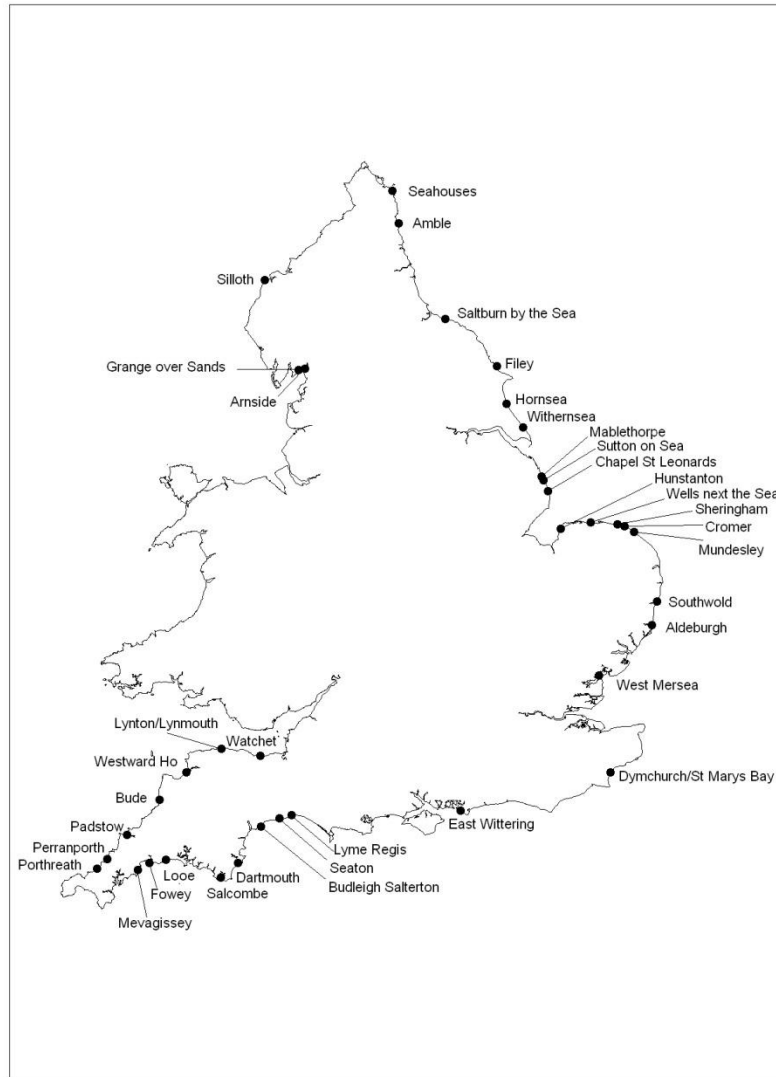 Seahouses
Amble
Silloth
Saltburn by the Sea
Grange over Sands
Filey
Arnside
Hornsea
Withernsea
Mablethorpe
Sutton on Sea
Chapel St Leonards
Hunstanton
Wells next the Sea
Sheringham
Cromer
Mundesley
Southwold
Aldeburgh
West Mersea
Lynton/Lynmouth
Watchet
Westward Ho
Dymchurch/St Marys Bay
Bude
East Wittering
Padstow
Lyme Regis
Perranporth
Porthreath
Looe
Dartmouth
Seaton
Fowey
Salcombe
Budleigh Salterton
Mevagissey